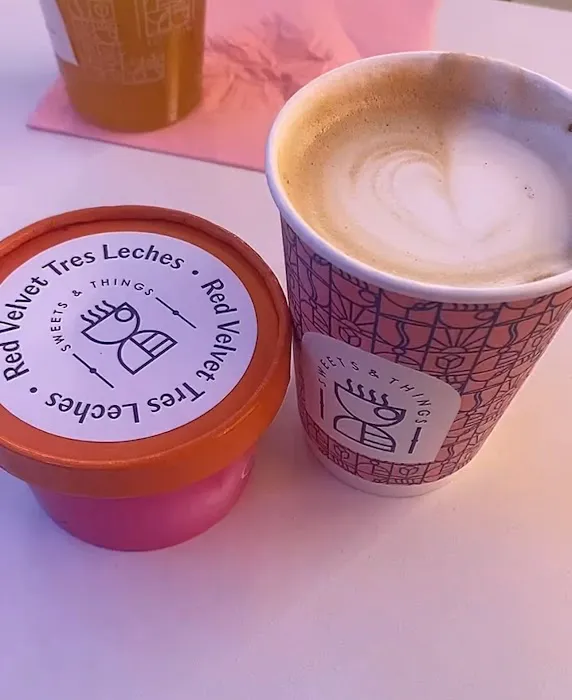 Red Velvet Tres Leches • Red Velvet Tres Leches •
SWEETS & THINGS
SWEETS & THINGS